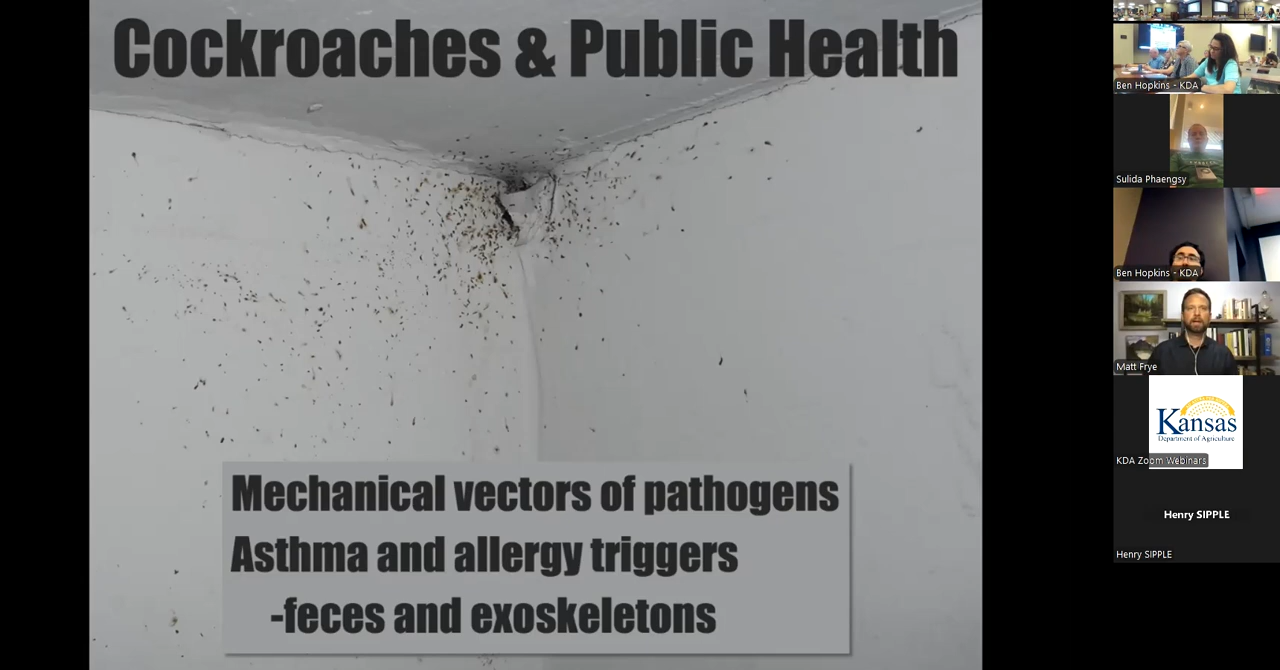 Cockroaches & Public Health
Mechanical vectors of pathogens
Asthma and allergy triggers
-feces and exoskeletons
Ben Hopkins - KDA
Sulida Phaengsy
Ben Hopkins - KDA
Matt Frye
Kansas
Department of Agriculture
KDA Zoom Webinars
Henry SIPPLE
Henry SIPPLE